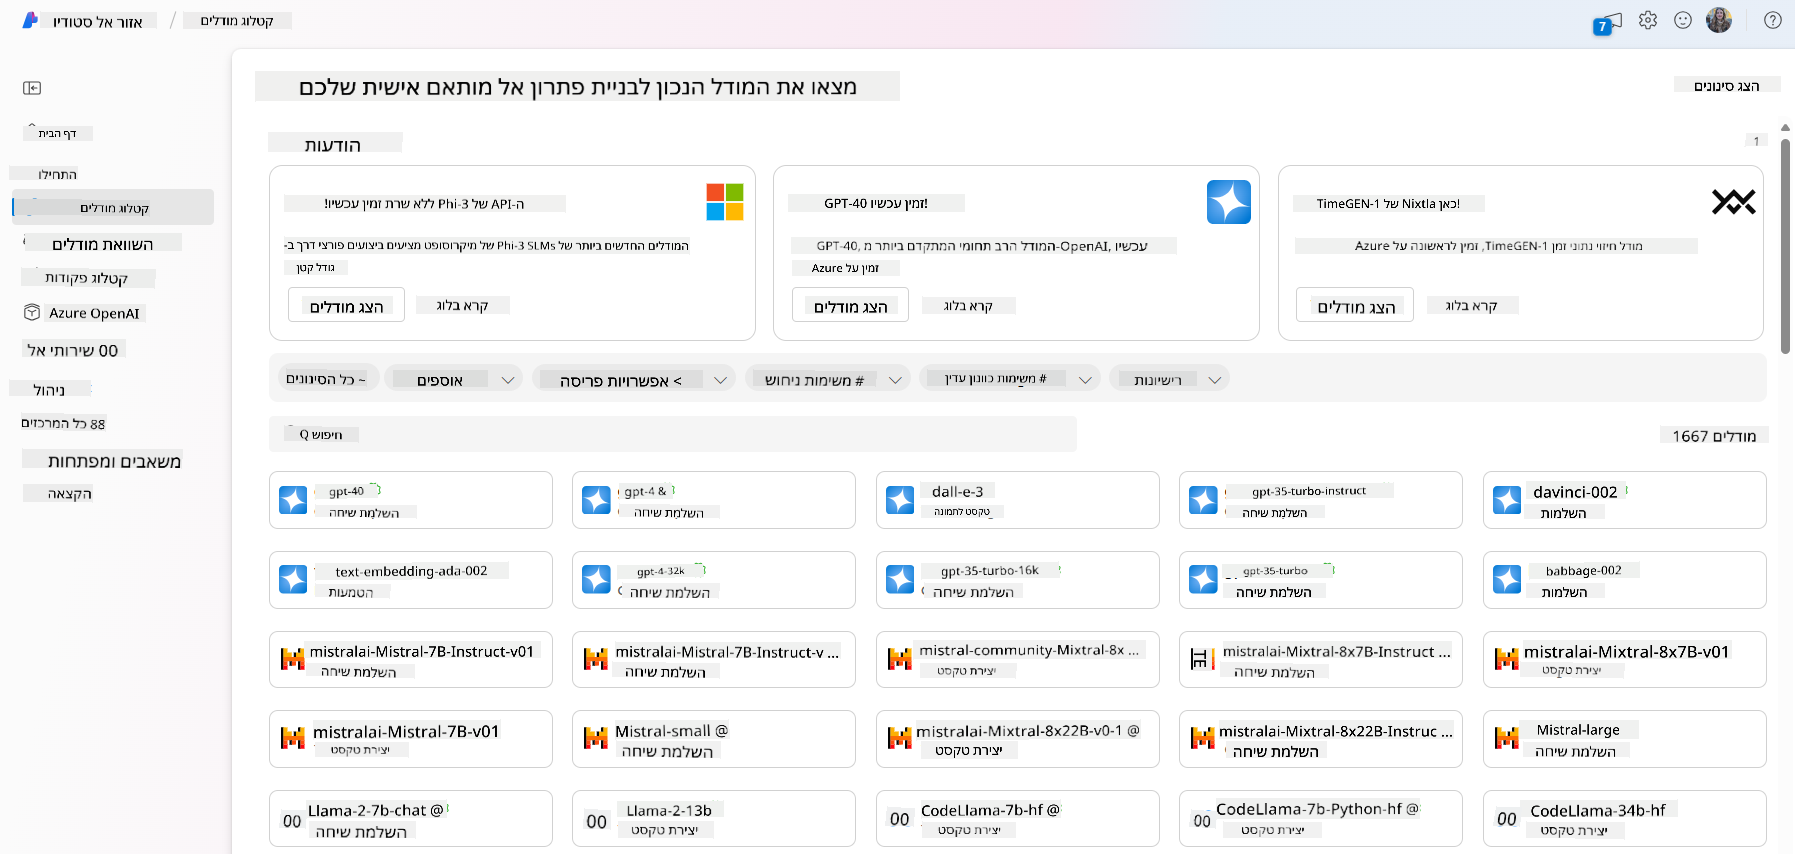 אזור אל סטודיו / קטלוג מודלים
7
מצאו את המודל הנכון לבניית פתרון אל מותאם אישית שלכם
הצג סינונים
דף הבית
התחילו
קטלוג מודלים
השוואת מודלים
קטלוג פקודות
Azure OpenAI
00 שירותי אל
ניהול
88 כל המרכזים
משאבים ומפתחות
הקצאה
הודעות
1
ה-API של Phi-3 ללא שרת זמין עכשיו!
המודלים החדשים ביותר של Phi-3 SLMs של מיקרוסופט מציעים ביצועים פורצי דרך ב-
גודל קטן
הצג מודלים
קרא בלוג
זמין עכשיו GPT-40!
עכשיו ,OpenAI-המודל הרב תחומי המתקדם ביותר מ ,GPT-40
זמין על Azure
הצג מודלים
קרא בלוג
כאן Nixtla של TimeGEN-1!
מודל חיזוי נתוני זמן TimeGEN-1, זמין לראשונה על Azure
הצג מודלים
קרא בלוג
~ כל הסינונים
אוספים
> אפשרויות פריסה
# משימות ניחוש
# משימות כוונון עדין
רישיונות
חיפוש Q
מודלים 1667
gpt-40
השלמת שיחה
gpt-4 &
השלמת שיחה
dall-e-3
טקסט לתמונה
gpt-35-turbo-instruct
השלמת שיחה
davinci-002
השלמות
text-embedding-ada-002
הטמעות
gpt-4-32k
השלמת שיחה
gpt-35-turbo-16k
השלמת שיחה
gpt-35-turbo
השלמת שיחה
babbage-002
השלמות
mistralai-Mistral-7B-Instruct-v01
השלמת שיחה
mistralai-Mistral-7B-Instruct-v ...
השלמת שיחה
mistral-community-Mixtral-8x ...
יצירת טקסט
mistralai-Mixtral-8x7B-Instruct ...
השלמת שיחה
mistralai-Mixtral-8x7B-v01
יצירת טקסט
mistralai-Mistral-7B-v01
יצירת טקסט
Mistral-small @
השלמת שיחה
mistralai-Mixtral-8x22B-v0-1 @
יצירת טקסט
mistralai-Mixtral-8x22B-Instruc ...
השלמת שיחה
Mistral-large
השלמת שיחה
00 Llama-2-7b-chat @
השלמת שיחה
00 Llama-2-13b
יצירת טקסט
00 CodeLlama-7b-hf @
יצירת טקסט
00 CodeLlama-7b-Python-hf @
יצירת טקסט
00 CodeLlama-34b-hf
יצירת טקסט